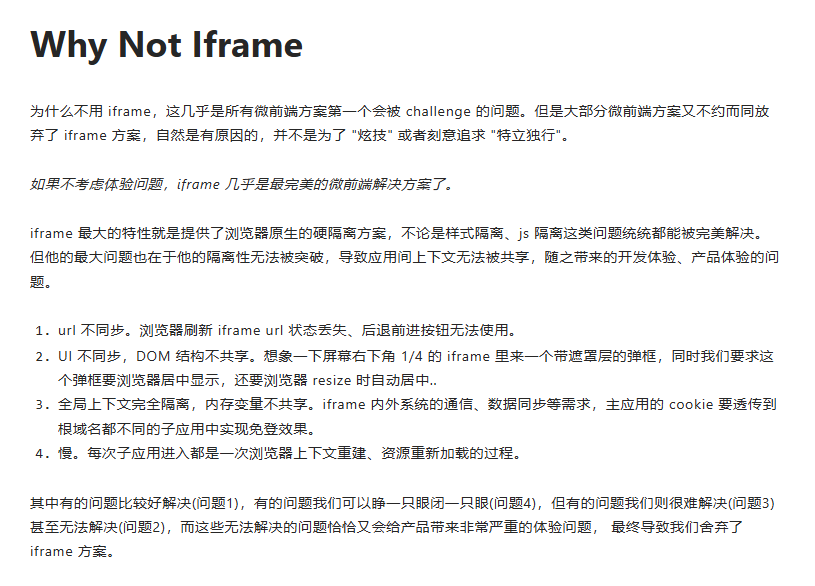 Why Not Iframe
为什么不用 iframe，这几乎是所有微前端方案第一个会被 challenge 的问题。但是大部分微前端方案又不约而同放
弃了 iframe 方案，自然是有原因的，并不是为了 "炫技" 或者刻意追求 "特立独行"。
如果不考虑体验问题，iframe 几乎是最完美的微前端解决方案了。
iframe 最大的特性就是提供了浏览器原生的硬隔离方案，不论是样式隔离、js 隔离这类问题统统都能被完美解决。
但他的最大问题也在于他的隔离性无法被突破，导致应用间上下文无法被共享，随之带来的开发体验、产品体验的问
题。
1. url 不同步。浏览器刷新 iframe url 状态丢失、后退前进按钮无法使用。
2. UI 不同步，DOM 结构不共享。想象一下屏幕右下角 1/4 的 iframe 里来一个带遮罩层的弹框，同时我们要求这
个弹框要浏览器居中显示，还要浏览器 resize 时自动居中..
3. 全局上下文完全隔离，内存变量不共享。iframe 内外系统的通信、数据同步等需求，主应用的 cookie 要透传到
根域名都不同的子应用中实现免登效果。
4. 慢。每次子应用进入都是一次浏览器上下文重建、资源重新加载的过程。
其中有的问题比较好解决(问题1)，有的问题我们可以睁一只眼闭一只眼(问题4)，但有的问题我们则很难解决(问题3)
甚至无法解决(问题2)，而这些无法解决的问题恰恰又会给产品带来非常严重的体验问题， 最终导致我们舍弃了
iframe 方案。